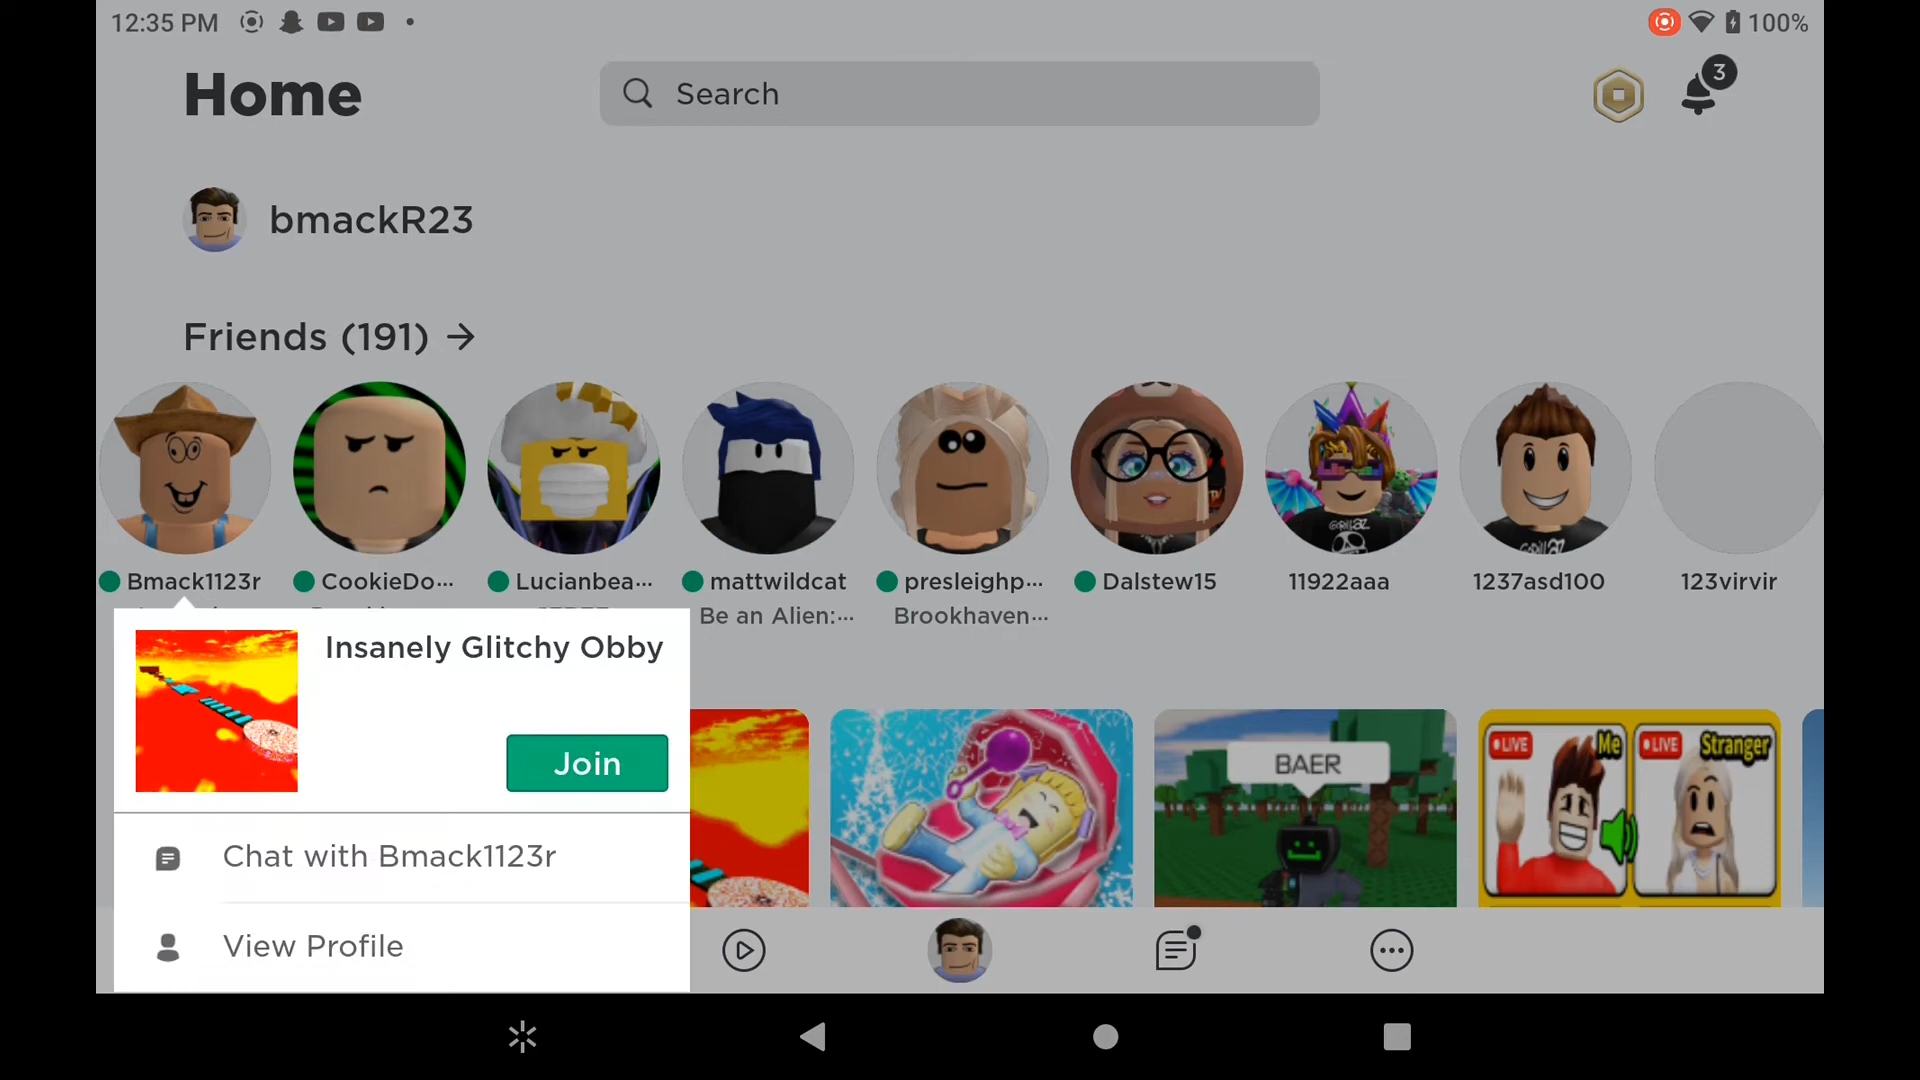 12:35 PM
100%
Home
Search
3
bmackR23
Friends (191) →
Bmack1123r
CookieDo...
Lucianbea...
mattwildcat
presleighp...
Dalstew15
11922aaa
1237asd100
123virvir
Be an Alien:...
Brookhaven...
GORILLAZ
Insanely Glitchy Obby
Join
BAER
LIVE
Me
LIVE
Stranger
Chat with Bmack1123r
View Profile